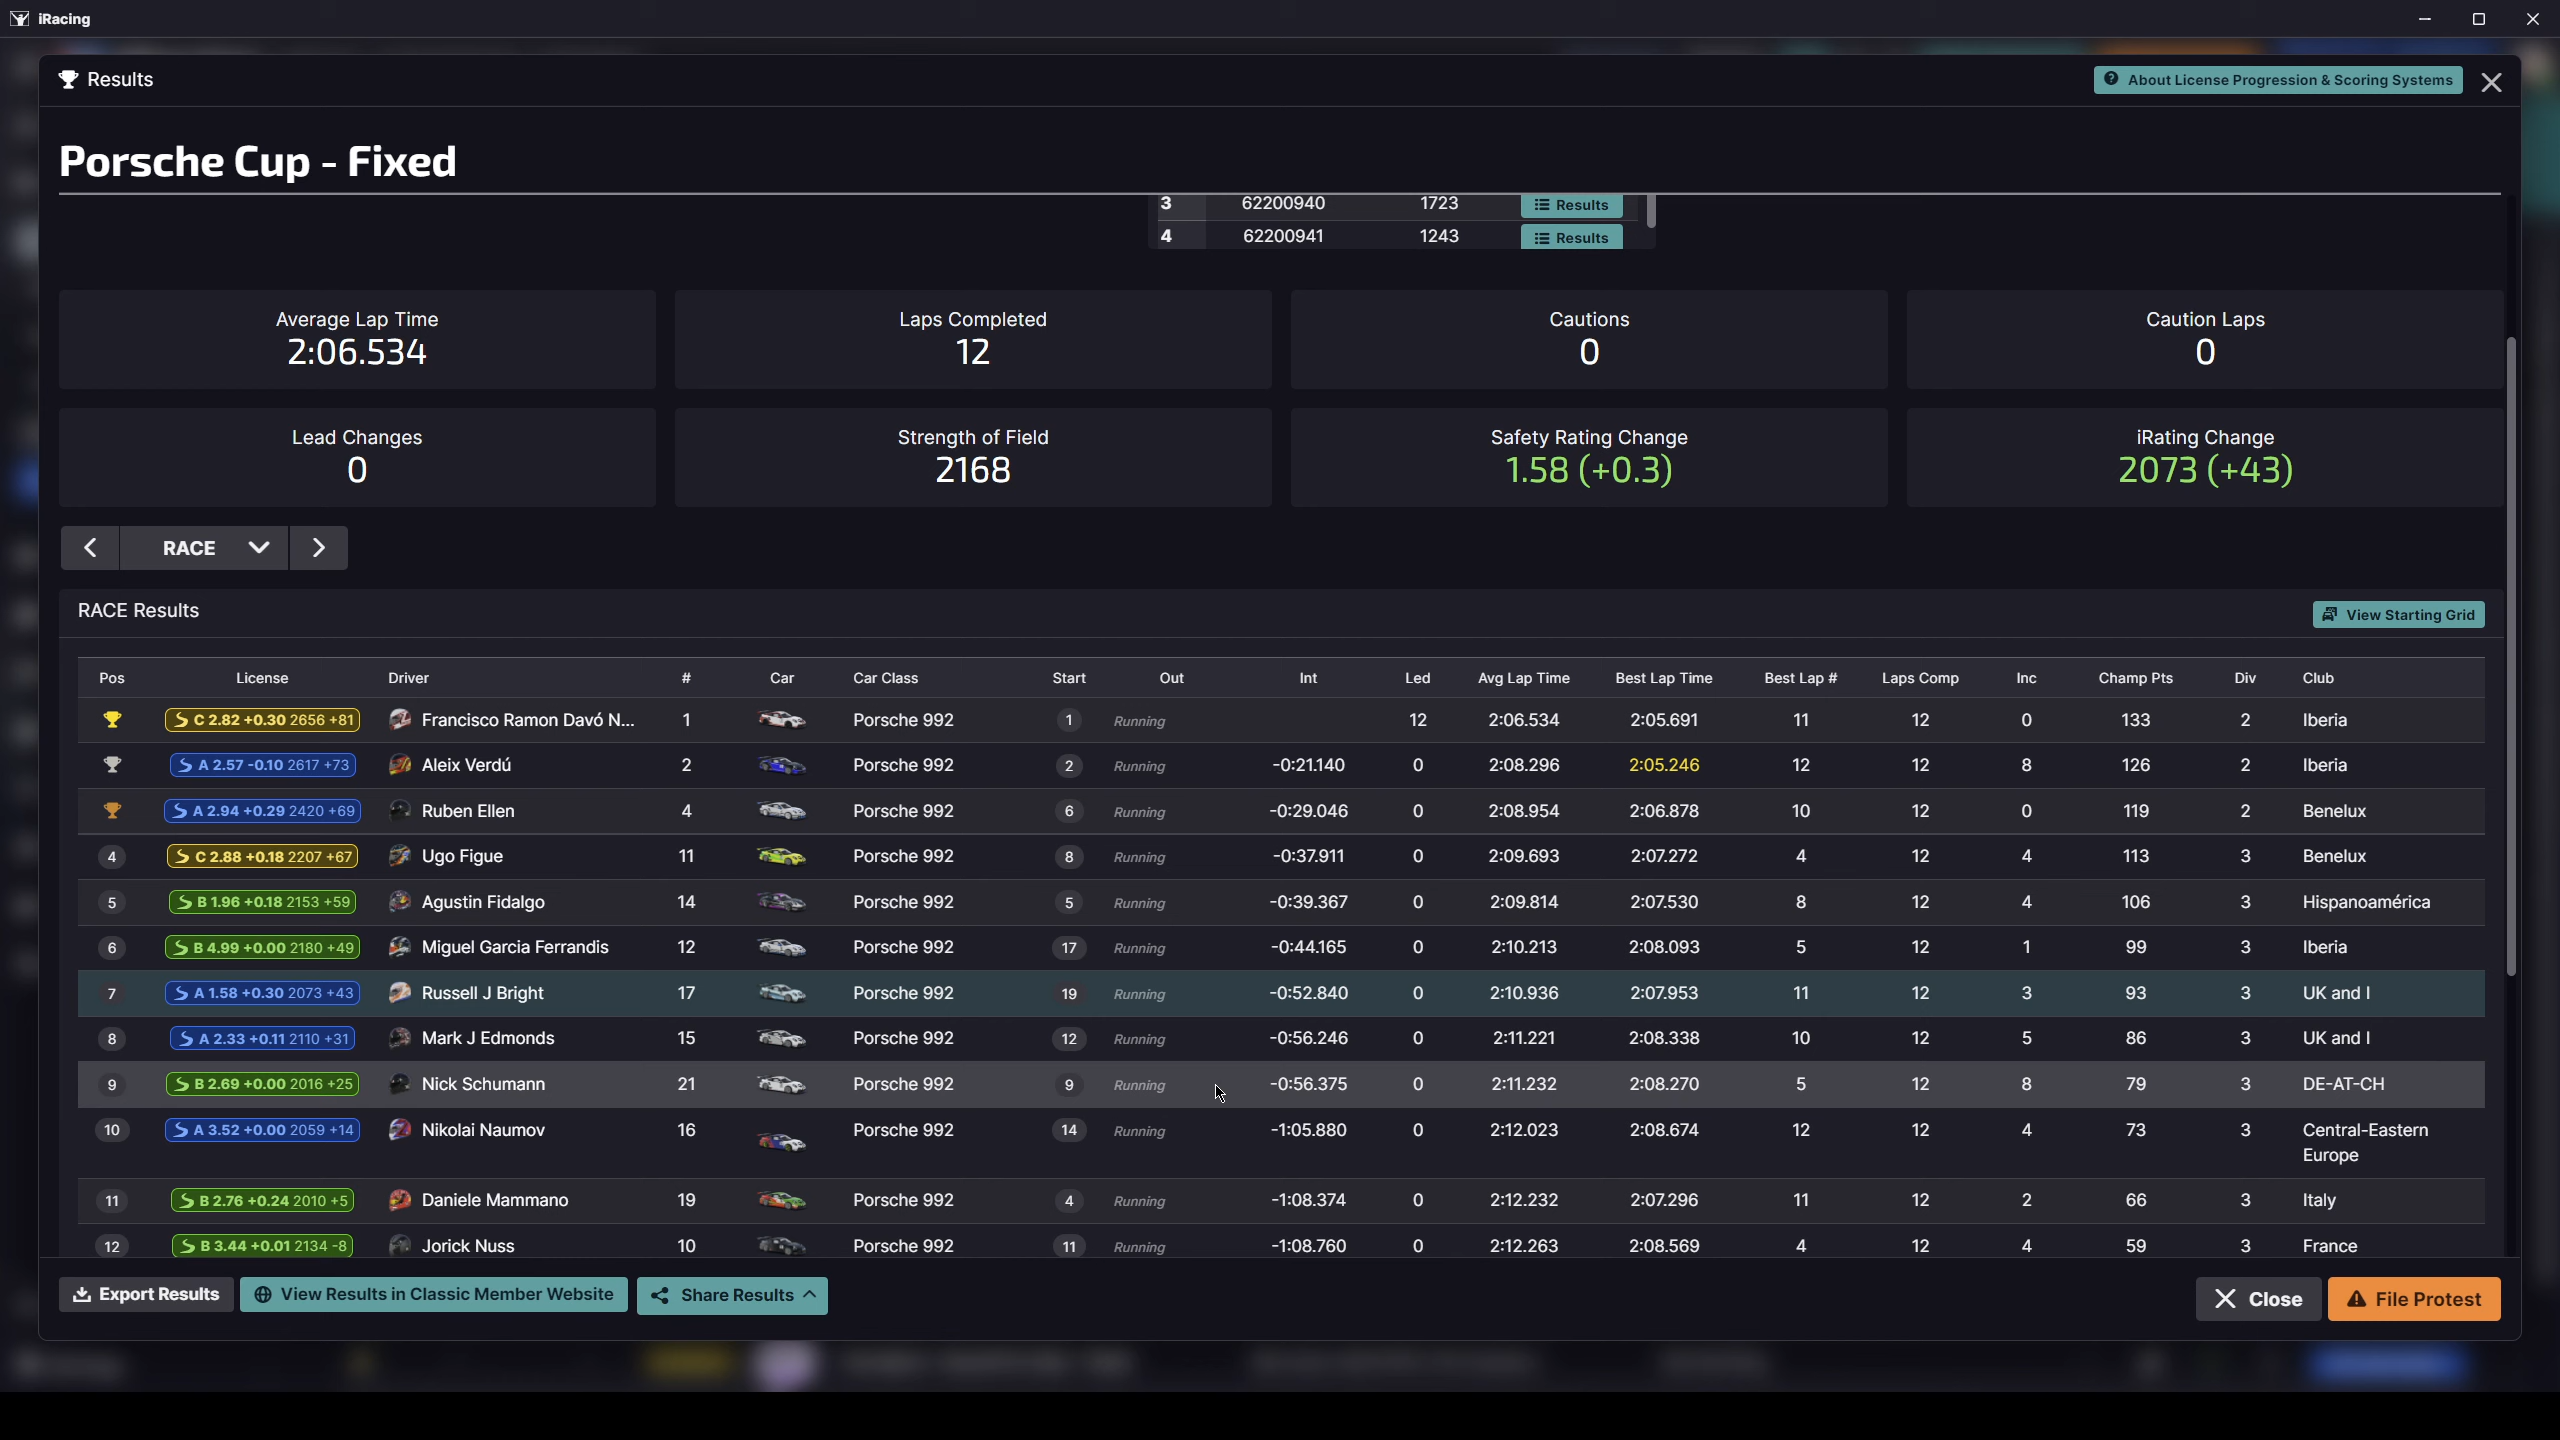 iRacing
Results
About License Progression & Scoring Systems
Porsche Cup - Fixed
3 62200940 1723 Results
4 62200941 1243 Results
Average Lap Time
2:06.534
Laps Completed
12
Cautions
0
Caution Laps
0
Lead Changes
0
Strength of Field
2168
Safety Rating Change
1.58 (+0.3)
iRating Change
2073 (+43)
RACE
RACE Results
View Starting Grid
Pos License Driver # Car Car Class Start Out Int Led Avg Lap Time Best Lap Time Best Lap # Laps Comp Inc Champ Pts Div Club
C 2.82 +0.30 2656 +81 Francisco Ramon Davó N... 1 Porsche 992 1 Running 12 2:06.534 2:05.691 11 12 0 133 2 Iberia
A 2.57 -0.10 2617 +73 Aleix Verdú 2 Porsche 992 2 Running -0:21.140 0 2:08.296 2:05.246 12 12 8 126 2 Iberia
A 2.94 +0.29 2420 +69 Ruben Ellen 4 Porsche 992 6 Running -0:29.046 0 2:08.954 2:06.878 10 12 0 119 2 Benelux
4 C 2.88 +0.18 2207 +67 Ugo Figue 11 Porsche 992 8 Running -0:37.911 0 2:09.693 2:07.272 4 12 4 113 3 Benelux
5 B 1.96 +0.18 2153 +59 Agustin Fidalgo 14 Porsche 992 5 Running -0:39.367 0 2:09.814 2:07.530 8 12 4 106 3 Hispanoamérica
6 B 4.99 +0.00 2180 +49 Miguel Garcia Ferrandis 12 Porsche 992 17 Running -0:44.165 0 2:10.213 2:08.093 5 12 1 99 3 Iberia
7 A 1.58 +0.30 2073 +43 Russell J Bright 17 Porsche 992 19 Running -0:52.840 0 2:10.936 2:07.953 11 12 3 93 3 UK and I
8 A 2.33 +0.11 2110 +31 Mark J Edmonds 15 Porsche 992 12 Running -0:56.246 0 2:11.221 2:08.338 10 12 5 86 3 UK and I
9 B 2.69 +0.00 2016 +25 Nick Schumann 21 Porsche 992 9 Running -0:56.375 0 2:11.232 2:08.270 5 12 8 79 3 DE-AT-CH
10 A 3.52 +0.00 2059 +14 Nikolai Naumov 16 Porsche 992 14 Running -1:05.880 0 2:12.023 2:08.674 12 12 4 73 3 Central-Eastern
Europe
11 B 2.76 +0.24 2010 +5 Daniele Mammano 19 Porsche 992 4 Running -1:08.374 0 2:12.232 2:07.296 11 12 2 66 3 Italy
12 B 3.44 +0.01 2134 -8 Jorick Nuss 10 Porsche 992 11 Running -1:08.760 0 2:12.263 2:08.569 4 12 4 59 3 France
Export Results
View Results in Classic Member Website
Share Results
Close
File Protest